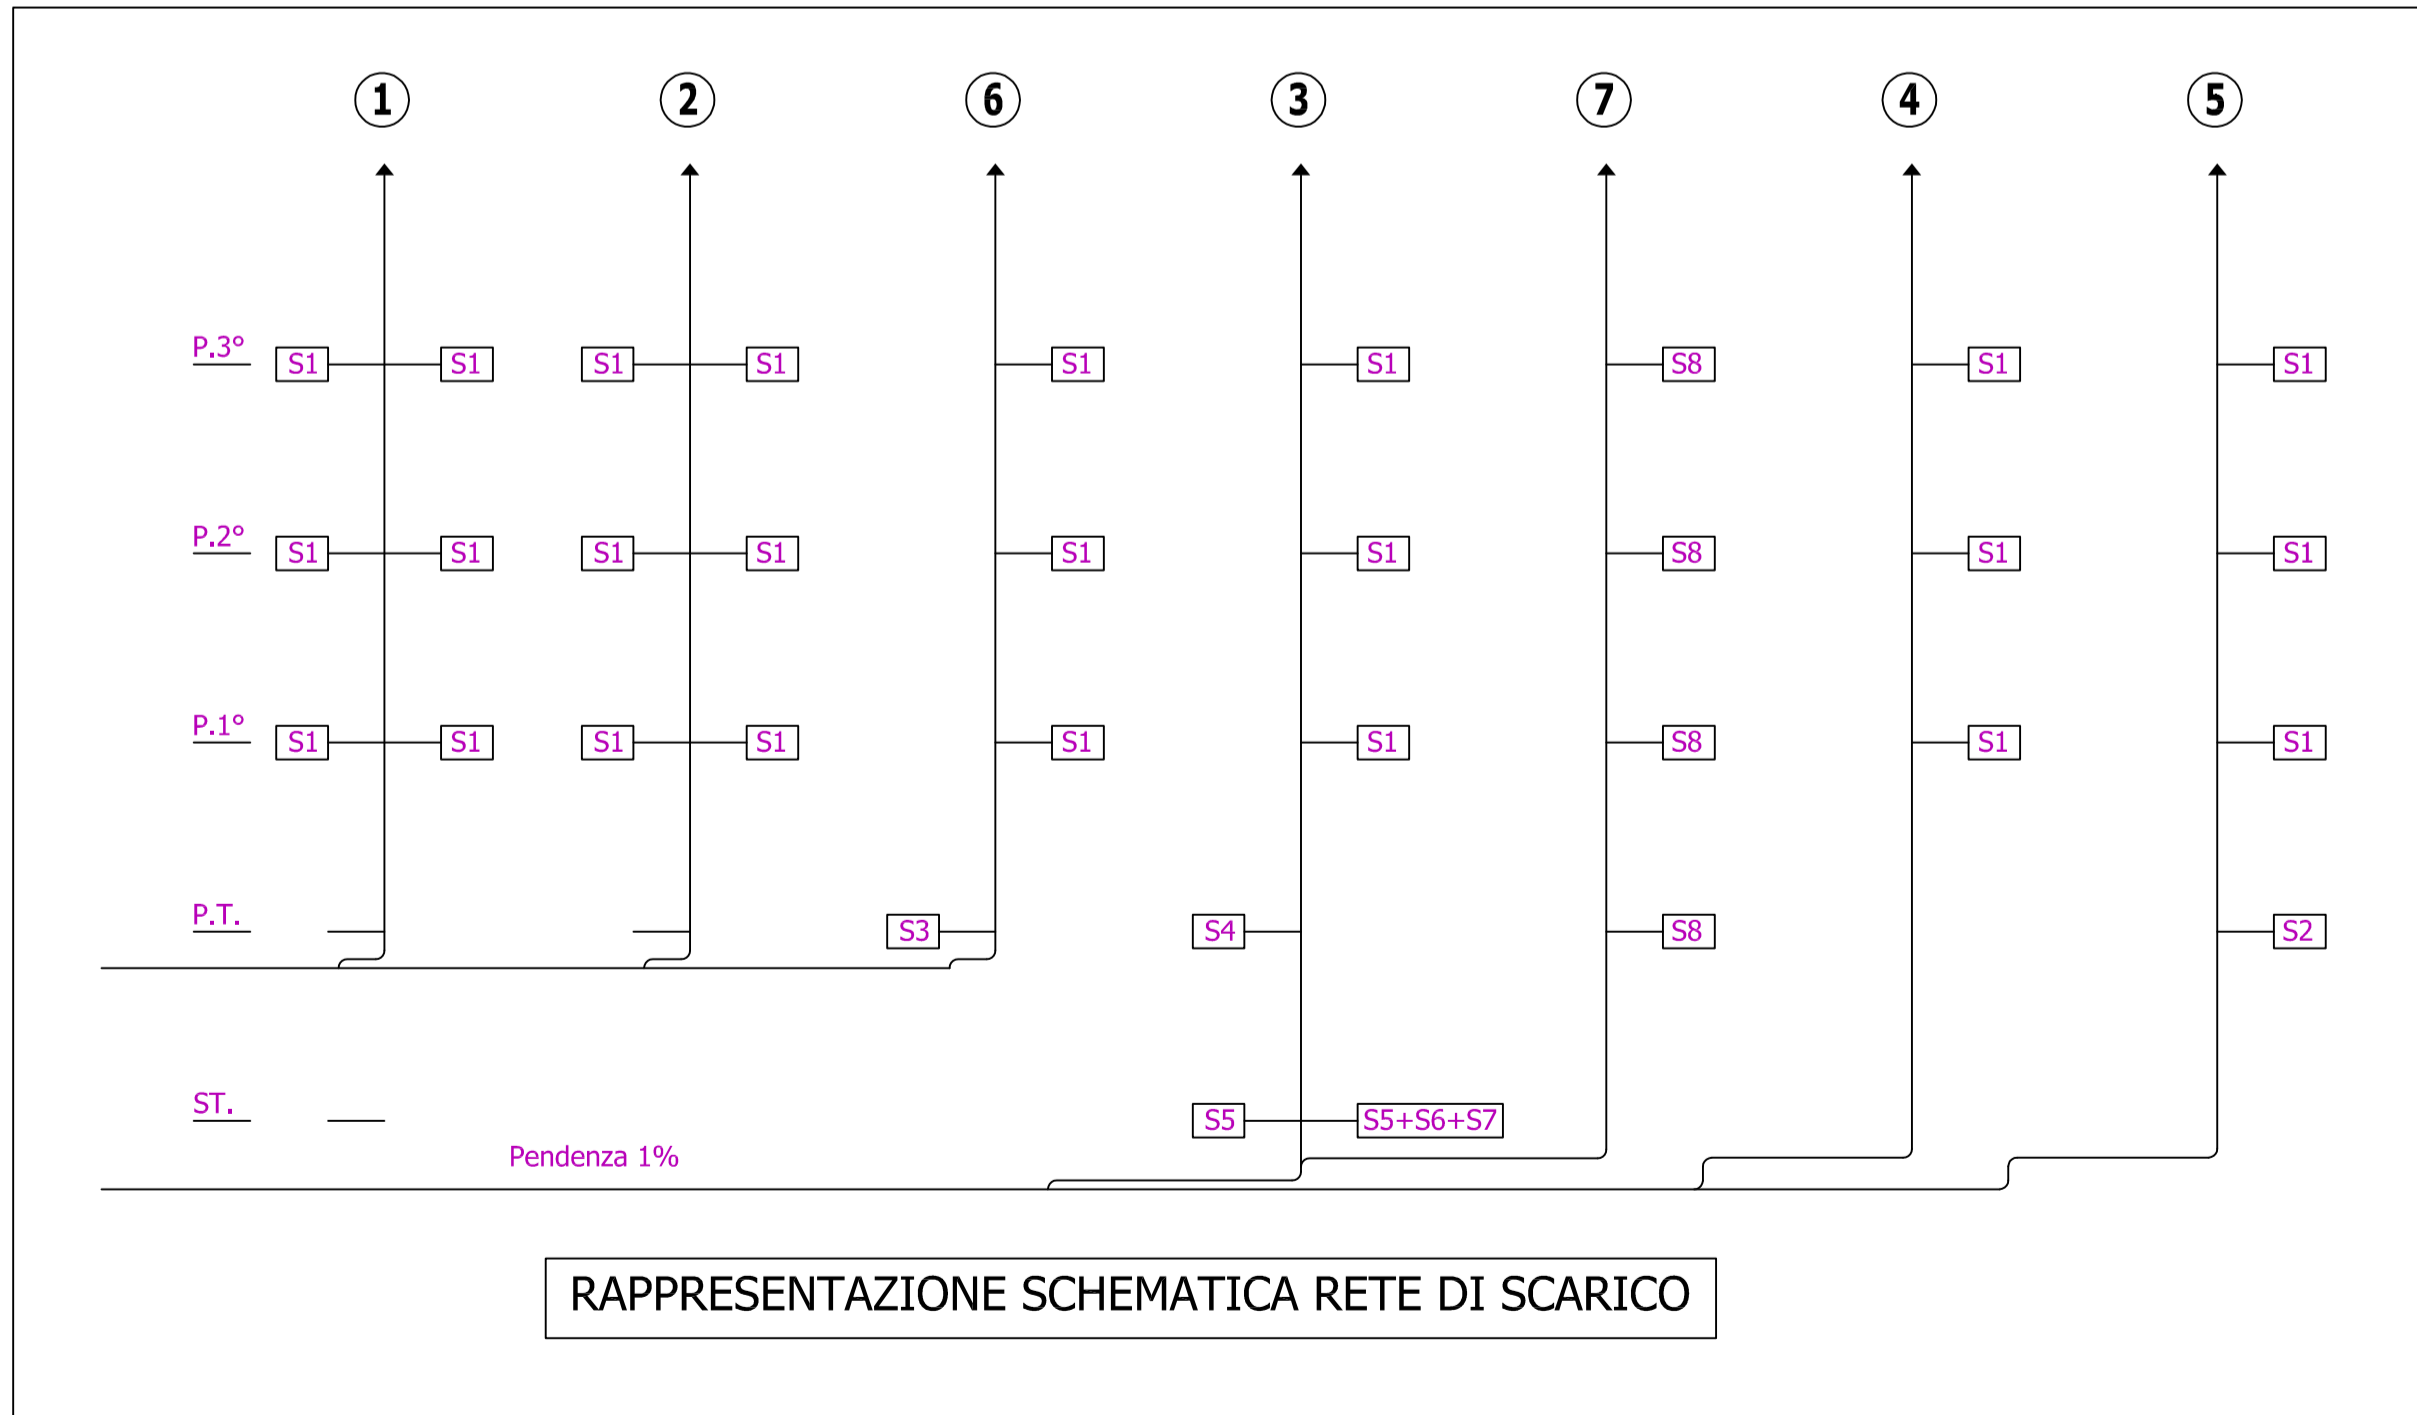 1 2 6 3 7 4 5
P.3° S1 S1 S1 S1 S1 S1 S8 S1 S1
P.2° S1 S1 S1 S1 S1 S1 S8 S1 S1
P.1° S1 S1 S1 S1 S1 S1 S8 S1 S1
P.T. S3 S4 S8 S2
ST. S5 S5+S6+S7
Pendenza 1%
RAPPRESENTAZIONE SCHEMATICA RETE DI SCARICO